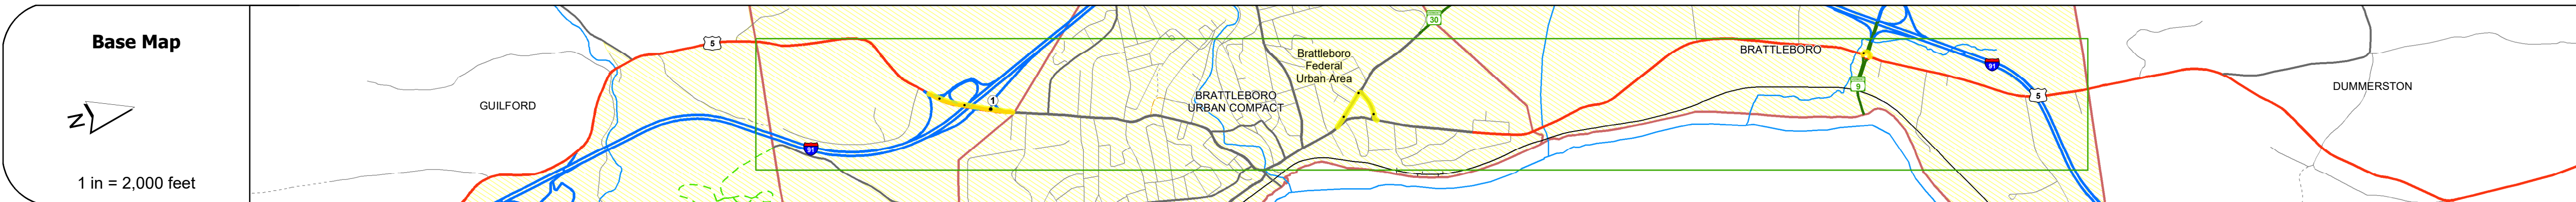 Base Map
N
1 in = 2,000 feet
GUILFORD
5
91
1
BRATTLEBORO
URBAN COMPACT
Brattleboro
Federal
Urban Area
30
BRATTLEBORO
9
91
5
DUMMERSTON